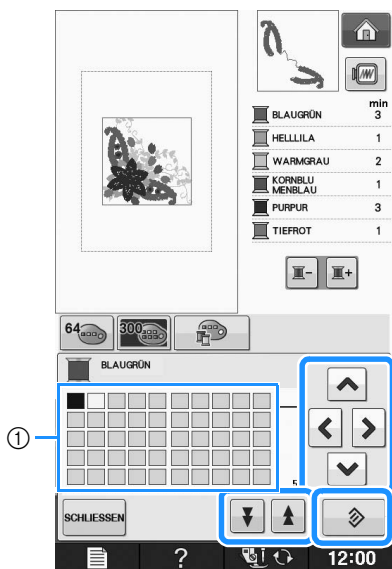 min
BLAUGRÜN 3
HELLLILA 1
WARMGRAU 2
KORNBLU
MENBLAU 1
PURPUR 3
TIEFROT 1
- +
64 300
BLAUGRÜN
①
5
SCHLIESSEN
? 12:00